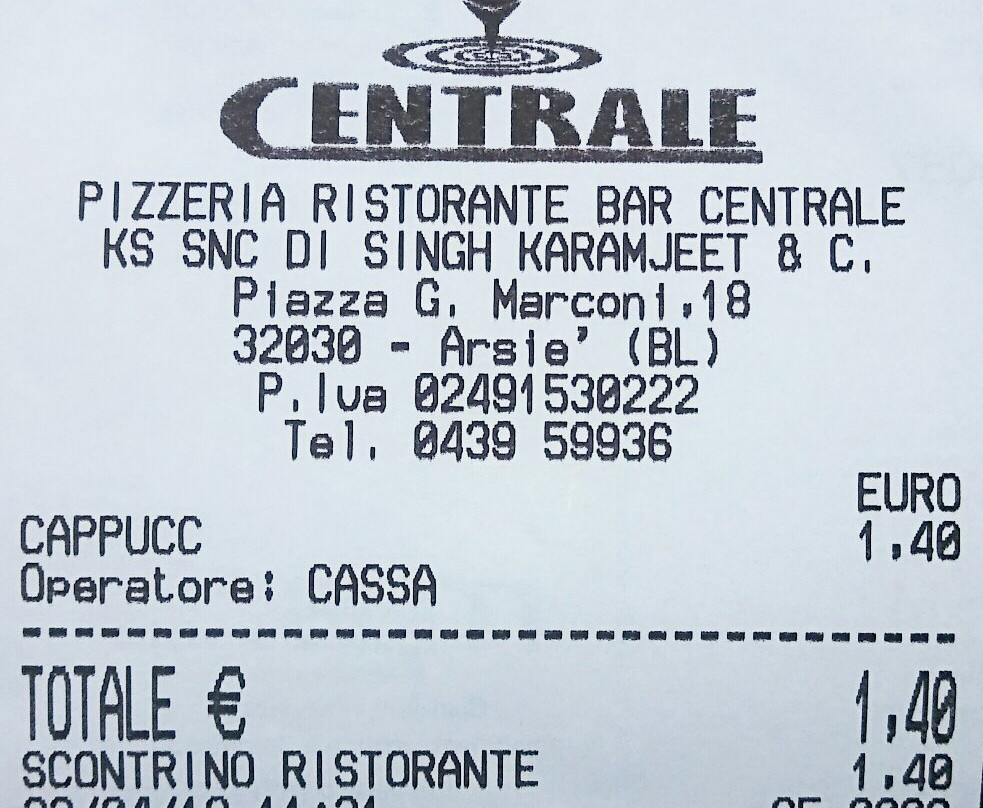 CENTRALE
PIZZERIA RISTORANTE BAR CENTRALE
KS SNC DI SINGH KARAMJEET & C.
Piazza G. Marconi,18
32030 - Arsie' (BL)
P.Iva 02491530222
Tel. 0439 59936
EURO
CAPPUCC 1,40
Operatore: CASSA
TOTALE € 1,40
SCONTRINO RISTORANTE 1,40